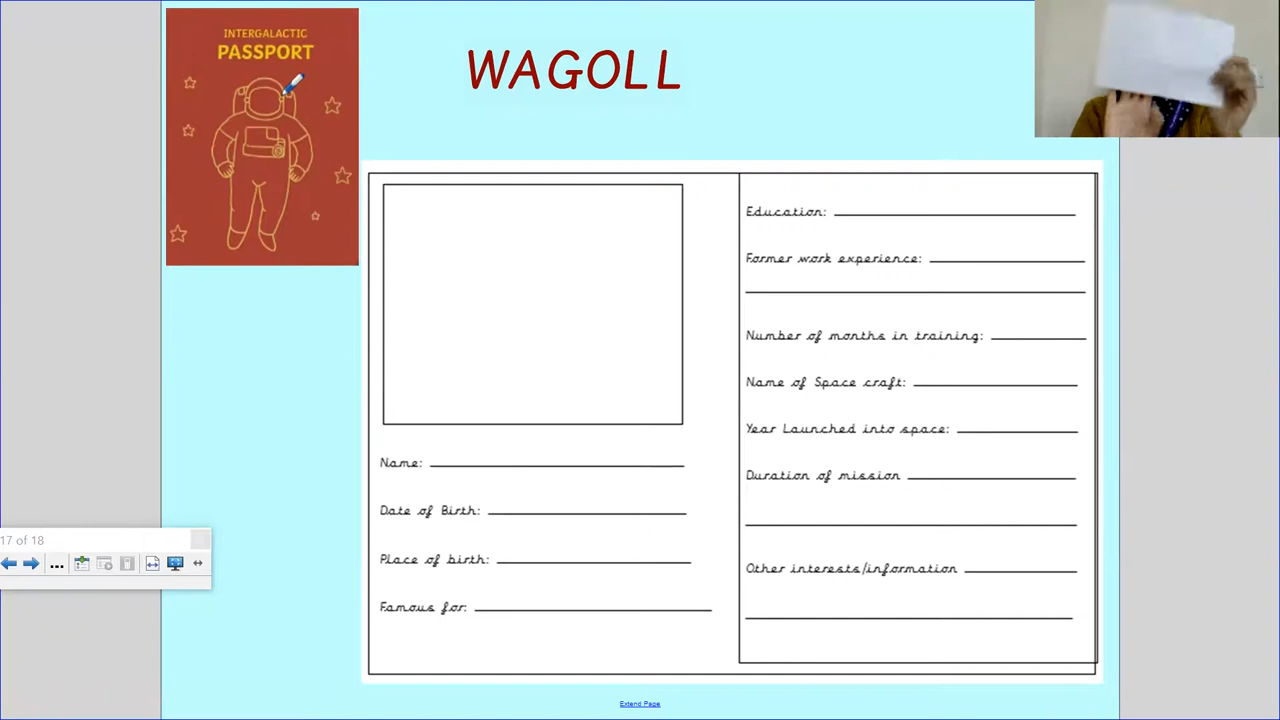 INTERGALACTIC
PASSPORT
WAGOLL
Name:
Date of Birth:
Place of birth:
Famous for:
Education:
Former work experience:
Number of months in training:
Name of Space craft:
Year Launched into space:
Duration of mission
Other interests/information
17 of 18
...
Extend Page